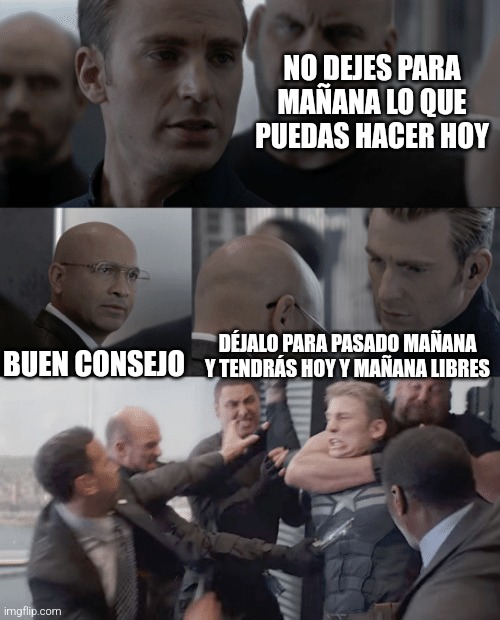 NO DEJES PARA
MAÑANA LO QUE
PUEDAS HACER HOY
BUEN CONSEJO
DÉJALO PARA PASADO MAÑANA
Y TENDRÁS HOY Y MAÑANA LIBRES
imgflip.com